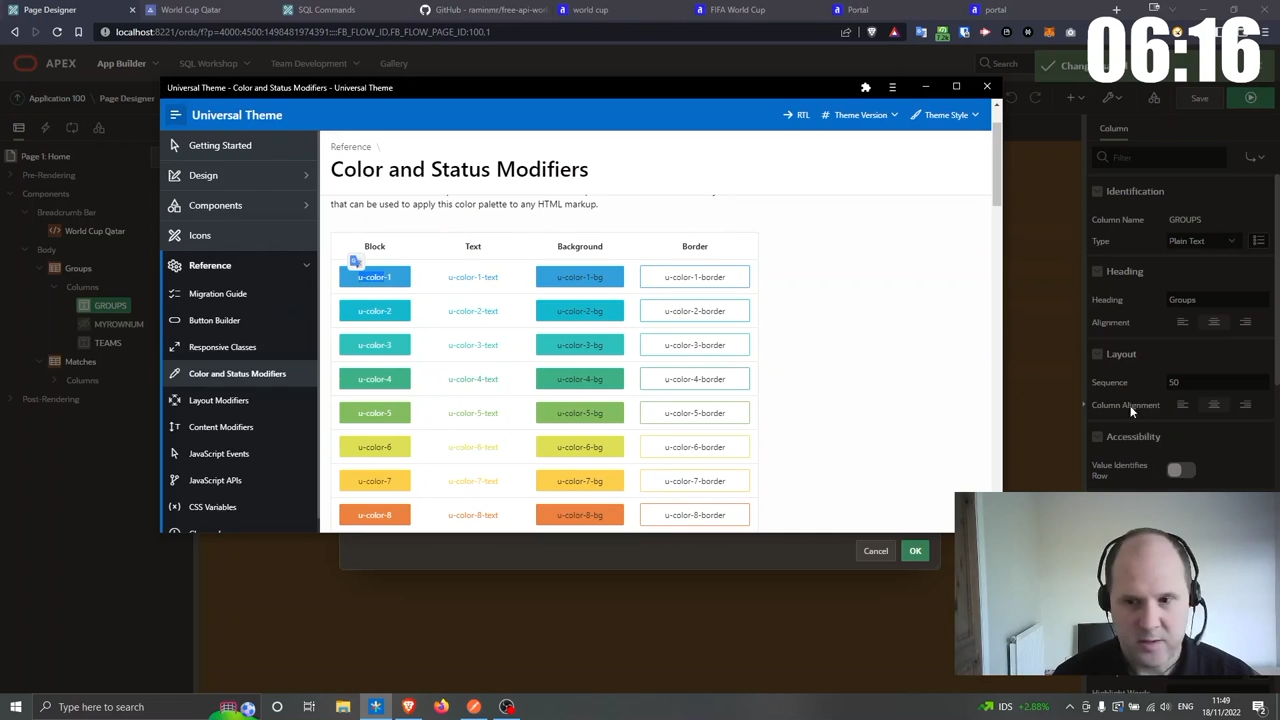 Page Designer
World Cup Qatar
SQL Commands
GitHub - raminmr/free-api-wor
world cup
FIFA World Cup
Portal
portal
localhost:8221/ords/f?p=4000:4500:1498481974391::::FB_FLOW_ID,FB_FLOW_PAGE_ID:100,1
06:16
APEX
App Builder
SQL Workshop
Team Development
Gallery
Search
Application 100
Page Designer
Save
Universal Theme - Color and Status Modifiers - Universal Theme
Universal Theme
RTL
Theme Version
Theme Style
Getting Started
Design
Components
Icons
Reference
Migration Guide
Button Builder
Responsive Classes
Color and Status Modifiers
Layout Modifiers
Content Modifiers
JavaScript Events
JavaScript APIs
CSS Variables
Reference \
Color and Status Modifiers
that can be used to apply this color palette to any HTML markup.
Block Text Background Border
u-color-1 u-color-1-text u-color-1-bg u-color-1-border
u-color-2 u-color-2-text u-color-2-bg u-color-2-border
u-color-3 u-color-3-text u-color-3-bg u-color-3-border
u-color-4 u-color-4-text u-color-4-bg u-color-4-border
u-color-5 u-color-5-text u-color-5-bg u-color-5-border
u-color-6 u-color-6-text u-color-6-bg u-color-6-border
u-color-7 u-color-7-text u-color-7-bg u-color-7-border
u-color-8 u-color-8-text u-color-8-bg u-color-8-border
Page 1: Home
Pre-Rendering
Components
Breadcrumb Bar
World Cup Qatar
Body
Groups
Columns
GROUPS
MYROWNUM
TEAMS
Matches
Columns
Post-Rendering
Column
Filter
Identification
Column Name GROUPS
Type Plain Text
Heading
Heading Groups
Alignment
Layout
Sequence 50
Column Alignment
Accessibility
Value Identifies
Row
Cancel
OK
Type here to search
IDS +2.88%
11:49
18/11/2022